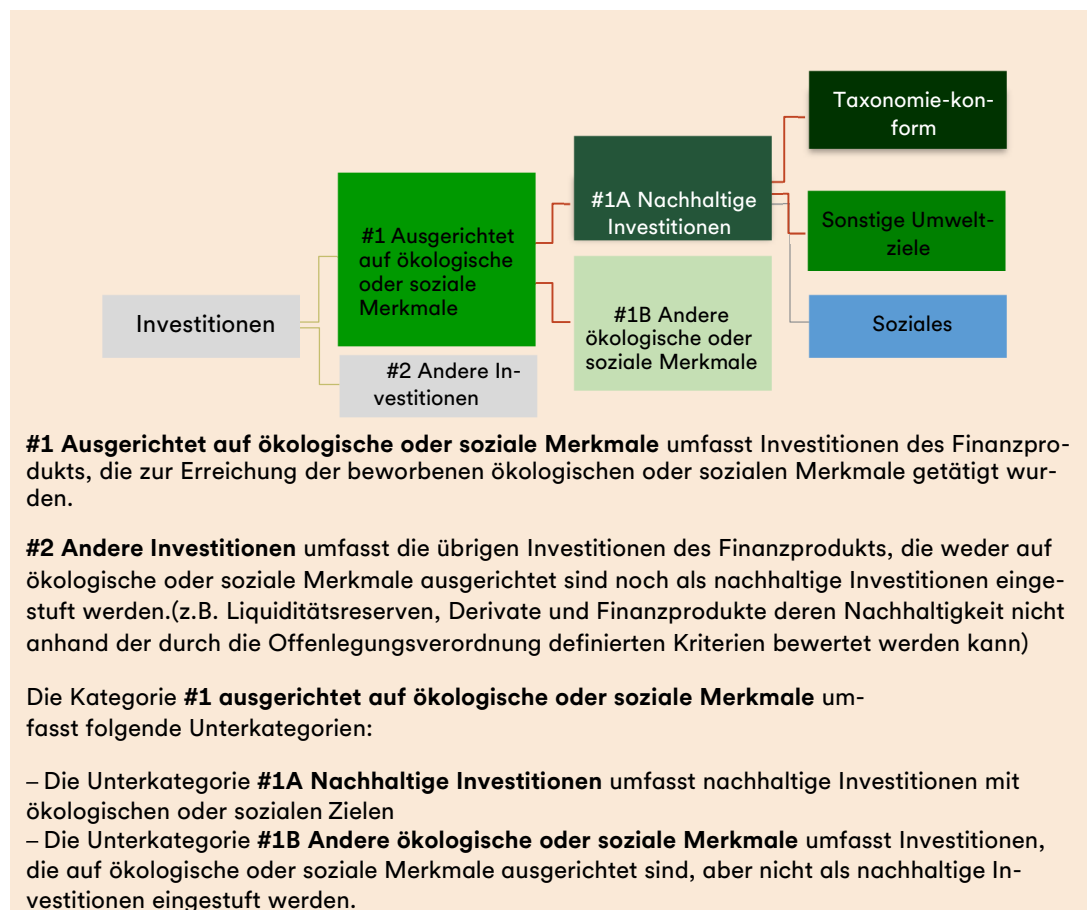 Taxonomie-kon-
form
#1A Nachhaltige
Investitionen
Sonstige Umwelt-
ziele
#1 Ausgerichtet
auf ökologische
oder soziale
Merkmale
Investitionen
#1B Andere
ökologische oder
soziale Merkmale
Soziales
#2 Andere In-
vestitionen
#1 Ausgerichtet auf ökologische oder soziale Merkmale umfasst Investitionen des Finanzpro-
dukts, die zur Erreichung der beworbenen ökologischen oder sozialen Merkmale getätigt wur-
den.
#2 Andere Investitionen umfasst die übrigen Investitionen des Finanzprodukts, die weder auf
ökologische oder soziale Merkmale ausgerichtet sind noch als nachhaltige Investitionen einge-
stuft werden.(z.B. Liquiditätsreserven, Derivate und Finanzprodukte deren Nachhaltigkeit nicht
anhand der durch die Offenlegungsverordnung definierten Kriterien bewertet werden kann)
Die Kategorie #1 ausgerichtet auf ökologische oder soziale Merkmale um-
fasst folgende Unterkategorien:
– Die Unterkategorie #1A Nachhaltige Investitionen umfasst nachhaltige Investitionen mit
ökologischen oder sozialen Zielen
– Die Unterkategorie #1B Andere ökologische oder soziale Merkmale umfasst Investitionen,
die auf ökologische oder soziale Merkmale ausgerichtet sind, aber nicht als nachhaltige In-
vestitionen eingestuft werden.